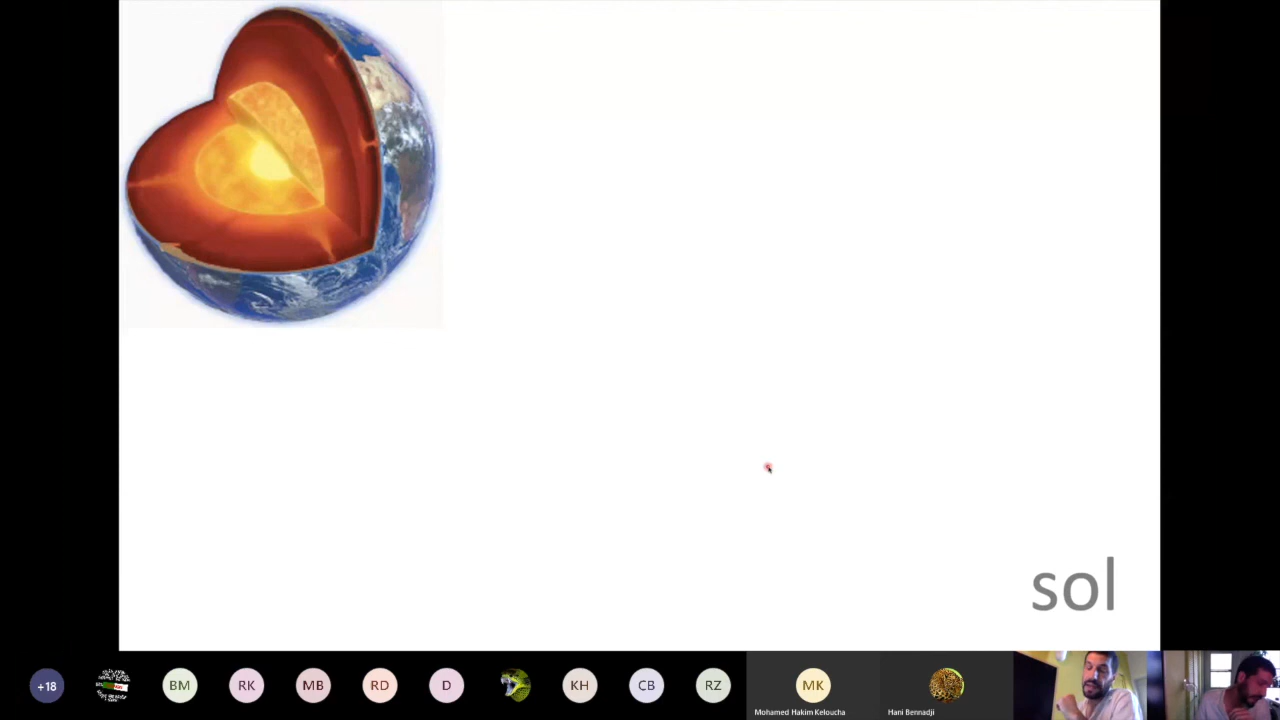 sol
+18
BM
RK
MB
RD
D
KH
CB
RZ
MK
Mohamed Hakim Keloucha
Hani Bennadji